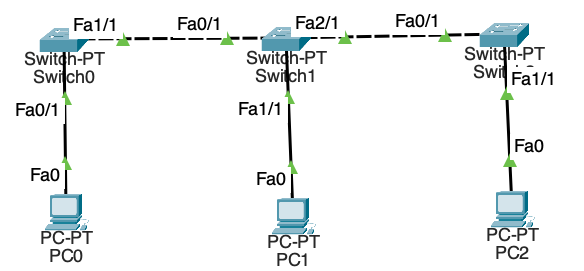 Fa1/1
Fa0/1
Fa2/1
Fa0/1
Switch-PT
Switch0
Switch-PT
Switch1
Switch-PT
Fa1/1
Fa0/1
Fa1/1
Fa0
Fa0
Fa0
PC-PT
PC0
PC-PT
PC1
PC-PT
PC2